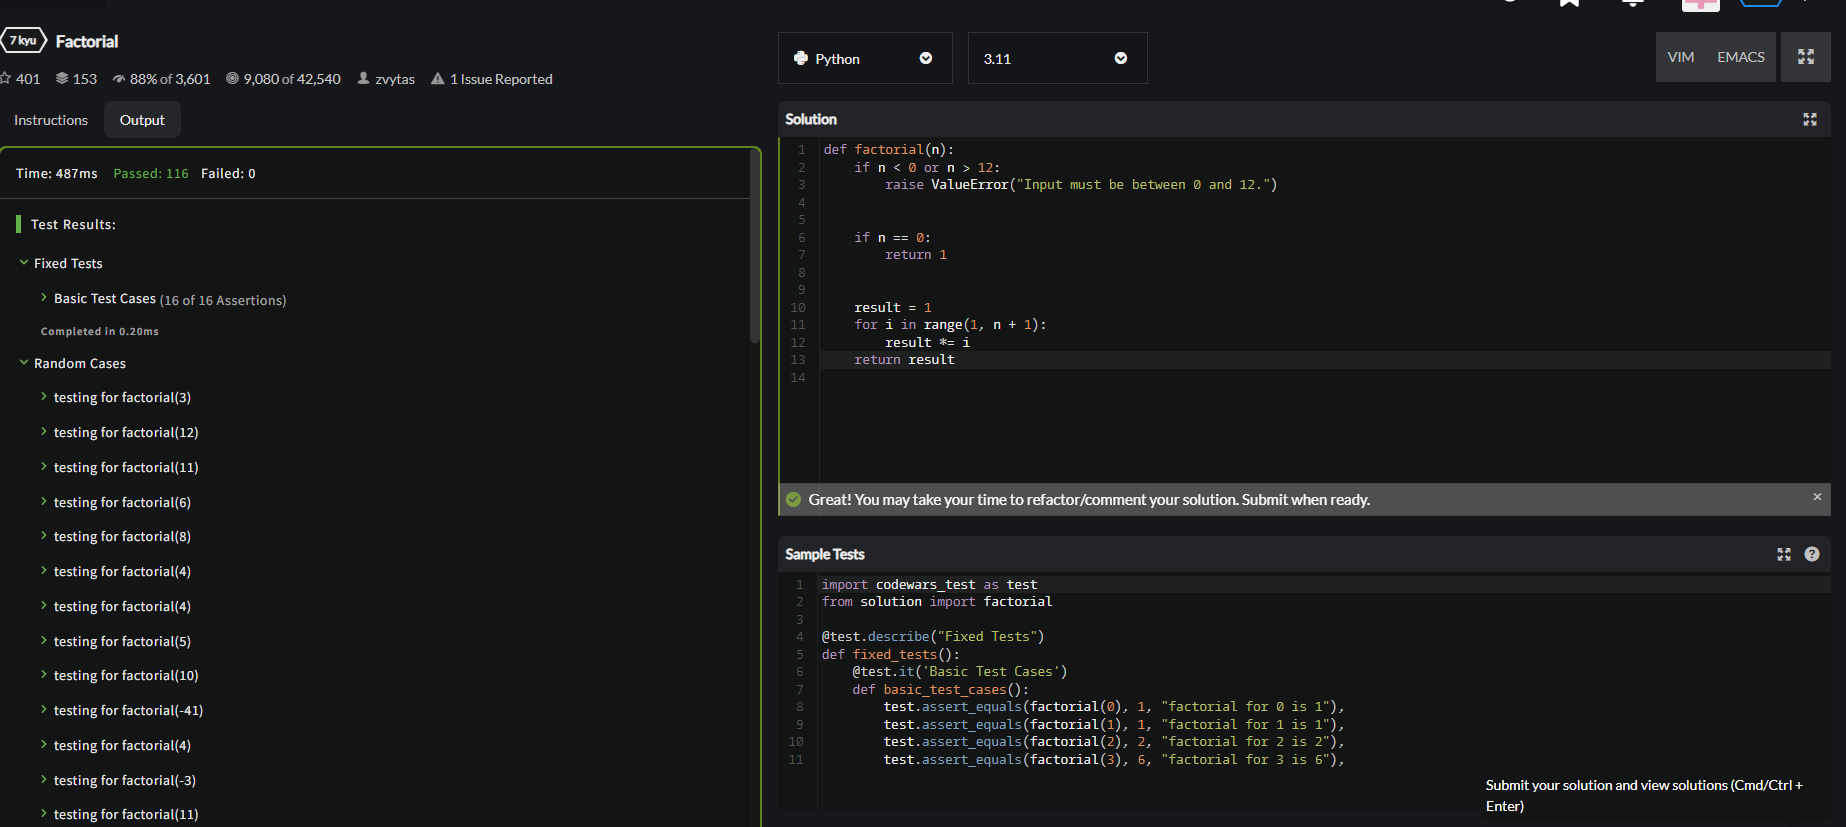 7 kyu Factorial
401 153 88% of 3,601 9,080 of 42,540 zvytas 1 Issue Reported
Instructions Output
Time: 487ms Passed: 116 Failed: 0
Test Results:
Fixed Tests
Basic Test Cases (16 of 16 Assertions)
Completed in 0.20ms
Random Cases
testing for factorial(3)
testing for factorial(12)
testing for factorial(11)
testing for factorial(6)
testing for factorial(8)
testing for factorial(4)
testing for factorial(4)
testing for factorial(5)
testing for factorial(10)
testing for factorial(-41)
testing for factorial(4)
testing for factorial(-3)
testing for factorial(11)
Python 3.11 VIM EMACS
Solution
1 def factorial(n):
2 if n < 0 or n > 12:
3 raise ValueError("Input must be between 0 and 12.")
4
5
6 if n == 0:
7 return 1
8
9
10 result = 1
11 for i in range(1, n + 1):
12 result *= i
13 return result
14
Great! You may take your time to refactor/comment your solution. Submit when ready.
Sample Tests
1 import codewars_test as test
2 from solution import factorial
3
4 @test.describe("Fixed Tests")
5 def fixed_tests():
6 @test.it('Basic Test Cases')
7 def basic_test_cases():
8 test.assert_equals(factorial(0), 1, "factorial for 0 is 1"),
9 test.assert_equals(factorial(1), 1, "factorial for 1 is 1"),
10 test.assert_equals(factorial(2), 2, "factorial for 2 is 2"),
11 test.assert_equals(factorial(3), 6, "factorial for 3 is 6"),
Submit your solution and view solutions (Cmd/Ctrl +
Enter)